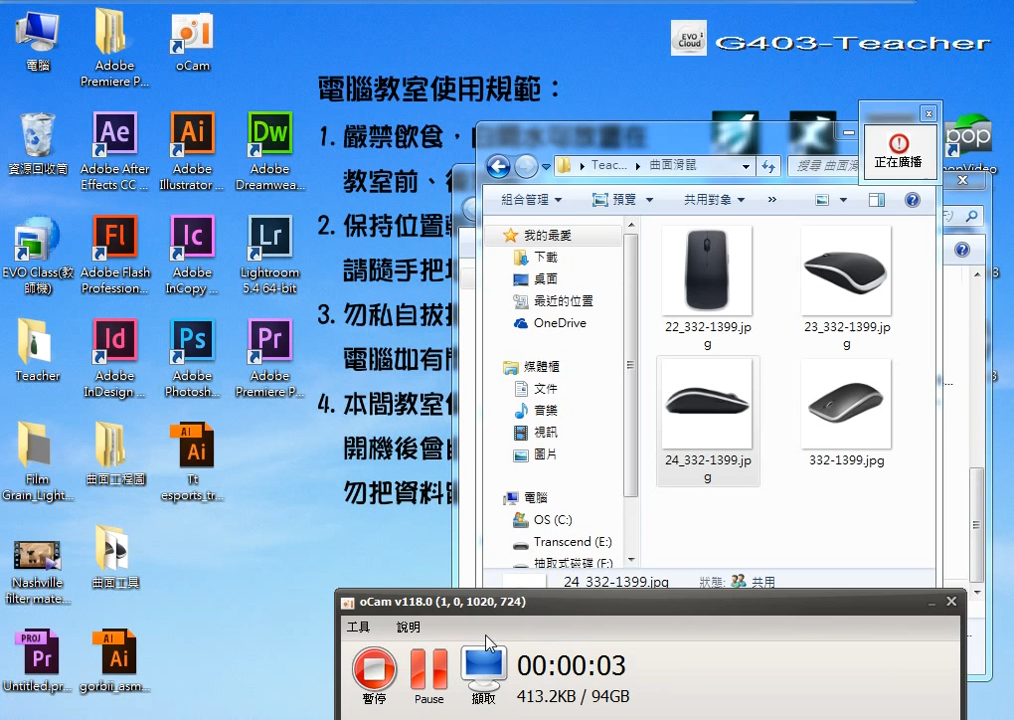 電腦
Adobe
Premiere P...
oCam
EVO
Cloud
G403-Teacher
電腦教室使用規範：
1. 嚴禁飲食，
教室前、
2. 保持位置
請隨手把
3. 勿私自拔
電腦如有
4. 本間教室
開機後會
勿把資料
資源回收筒
Adobe After
Effects CC ...
Adobe
Illustrator ...
Adobe
Dreamwea...
EVO Class(教
師機)
Adobe Flash
Profession...
Adobe
InCopy ...
Lightroom
5.4 64-bit
Teacher
Adobe
InDesign ...
Adobe
Photosh...
Adobe
Premiere P...
Film
Grain_Light...
曲面工程圖
Tt
esports_tr...
Nashville
filter mate...
曲面工具
Untitled.pr...
gorbii_asm...
Teac...
曲面滑鼠
搜尋 曲面滑
正在廣播
pop
組合管理
預覽
共用對象
»
我的最愛
下載
桌面
最近的位置
OneDrive
媒體櫃
文件
音樂
視訊
圖片
電腦
OS (C:)
Transcend (E:)
抽取式磁碟 (F:)
22_332-1399.jp
g
23_332-1399.jp
g
24_332-1399.jp
g
332-1399.jpg
24_332-1399.jpg
狀態:
共用
oCam v118.0 (1, 0, 1020, 724)
工具
說明
暫停
Pause
擷取
00:00:03
413.2KB / 94GB